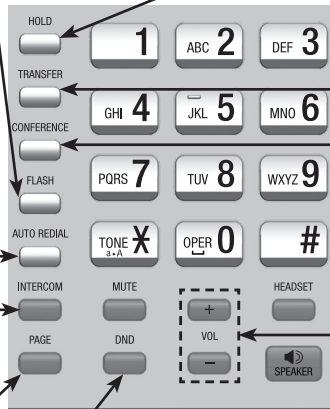 HOLD
1
ABC 2
DEF 3
TRANSFER
GHI 4
JKL 5
MNO 6
CONFERENCE
PQRS 7
TUV 8
WXYZ 9
FLASH
AUTO REDIAL
TONE *
a▸A
OPER 0
#
INTERCOM
MUTE
+
HEADSET
PAGE
DND
VOL
−
SPEAKER